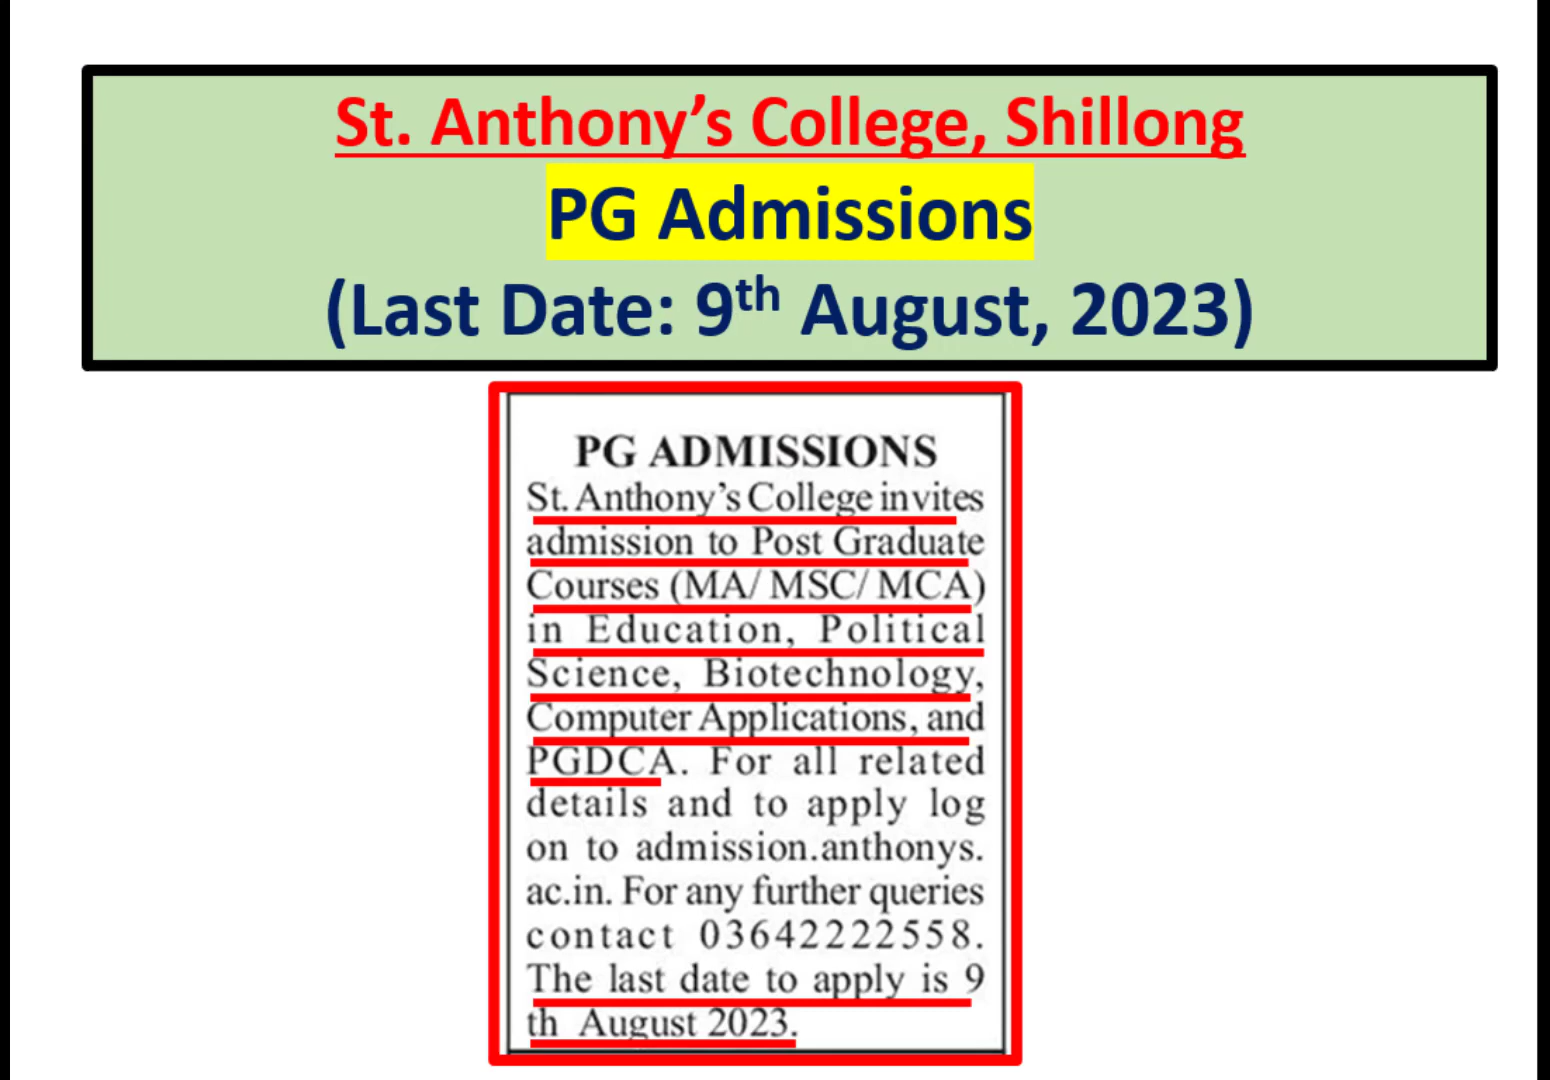 St. Anthony’s College, Shillong
PG Admissions
(Last Date: 9th August, 2023)
PG ADMISSIONS
St. Anthony’s College invites
admission to Post Graduate
Courses (MA/ MSC/ MCA)
in Education, Political
Science, Biotechnology,
Computer Applications, and
PGDCA. For all related
details and to apply log
on to admission.anthonys.
ac.in. For any further queries
contact 03642222558.
The last date to apply is 9
th August 2023.